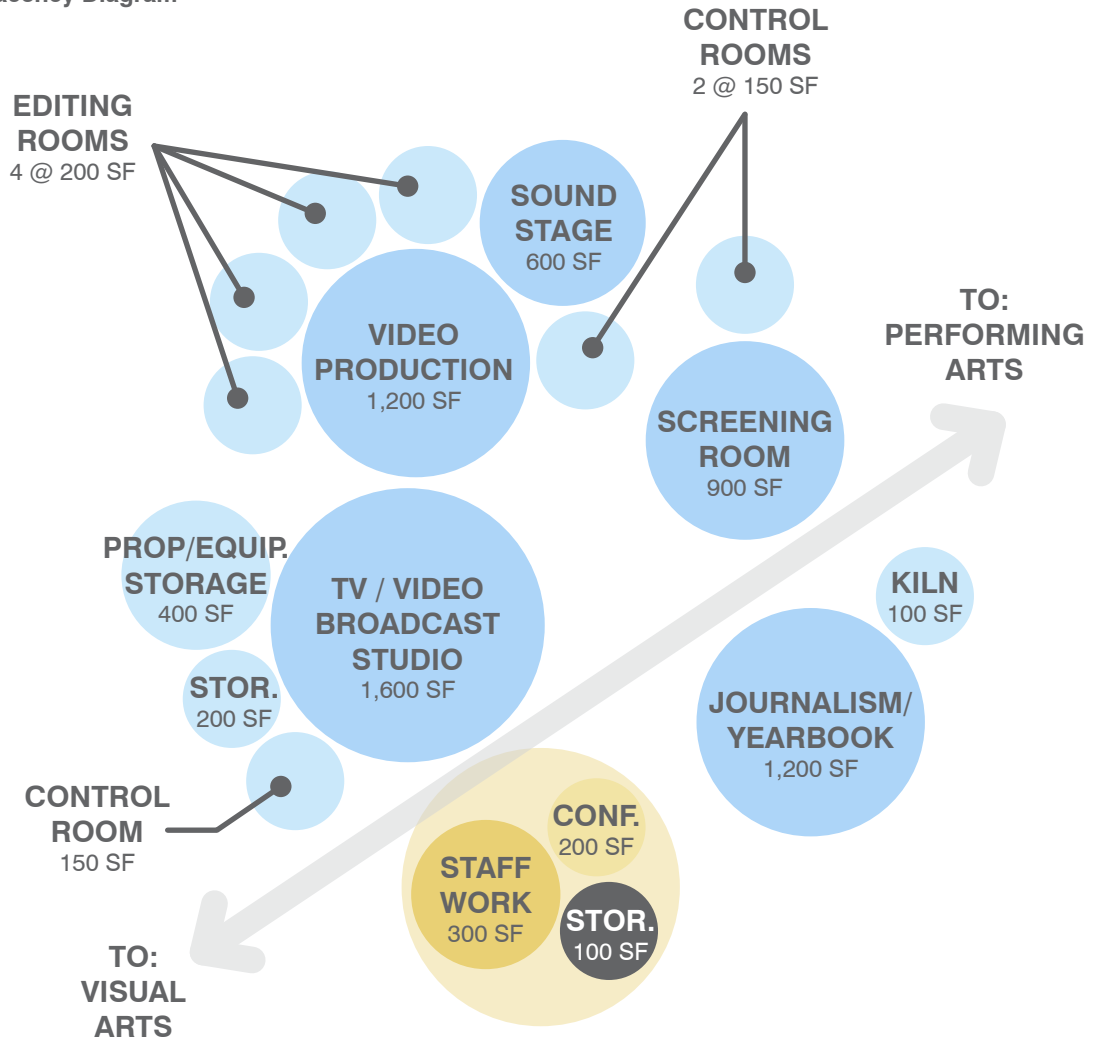 Diagram
CONTROL
ROOMS
2 @ 150 SF
EDITING
ROOMS
4 @ 200 SF
SOUND
STAGE
600 SF
TO:
PERFORMING
ARTS
VIDEO
PRODUCTION
1,200 SF
SCREENING
ROOM
900 SF
PROP/EQUIP.
STORAGE
400 SF
TV / VIDEO
BROADCAST
STUDIO
1,600 SF
KILN
100 SF
STOR.
200 SF
JOURNALISM/
YEARBOOK
1,200 SF
CONTROL
ROOM
150 SF
CONF.
200 SF
STAFF
WORK
300 SF
STOR.
100 SF
TO:
VISUAL
ARTS